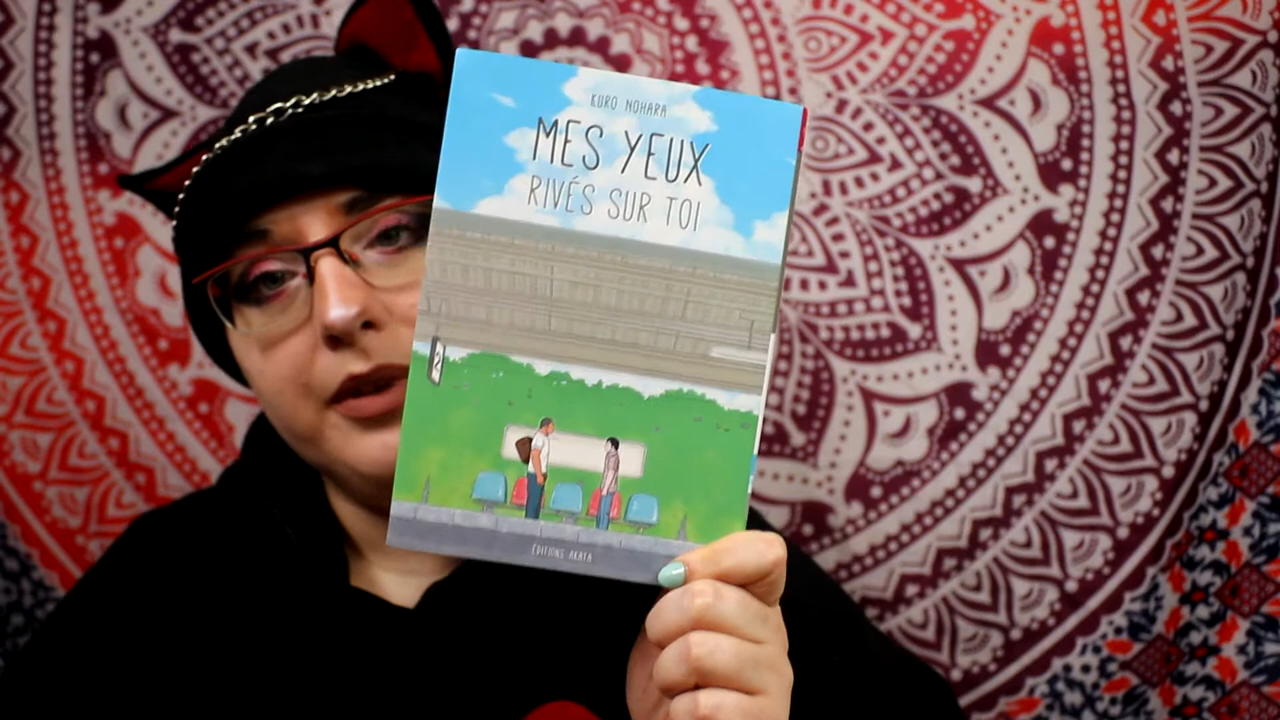 KURO NOHARA
MES YEUX
RIVÉS SUR TOI
2
ÉDITIONS AKATA